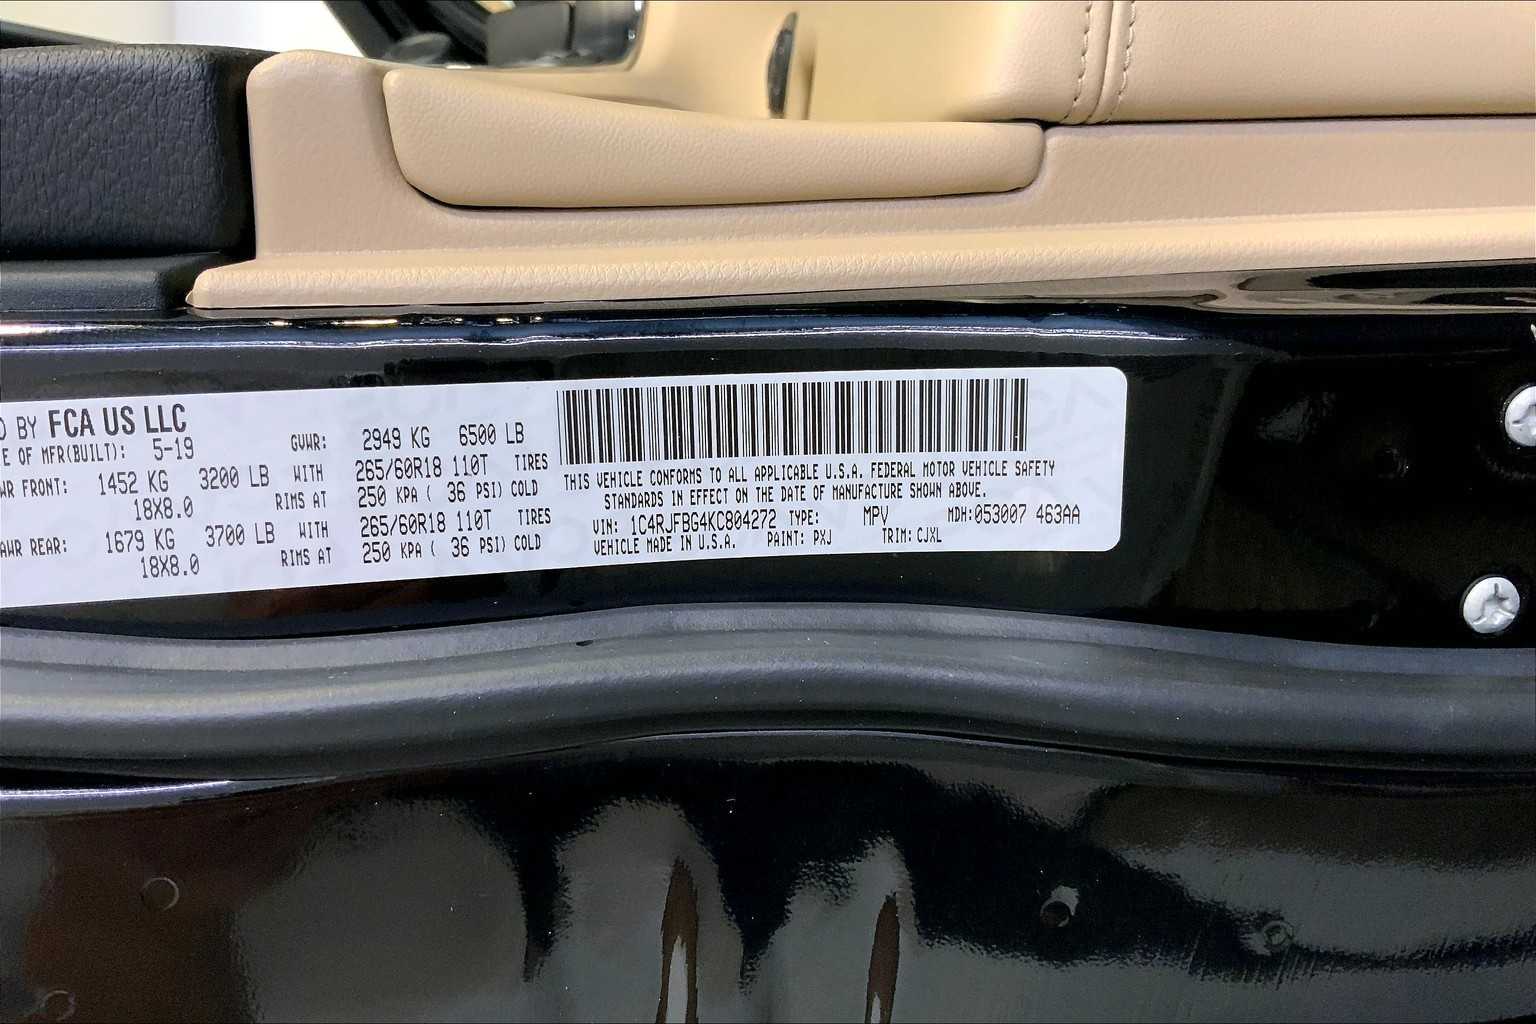 D BY FCA US LLC
E OF MFR(BUILT): 5-19 GVWR: 2949 KG 6500 LB
WR FRONT: 1452 KG 3200 LB WITH 265/60R18 110T TIRES
18X8.0 RIMS AT 250 KPA ( 36 PSI) COLD
AWR REAR: 1679 KG 3700 LB WITH 265/60R18 110T TIRES
18X8.0 RIMS AT 250 KPA ( 36 PSI) COLD
THIS VEHICLE CONFORMS TO ALL APPLICABLE U.S.A. FEDERAL MOTOR VEHICLE SAFETY
STANDARDS IN EFFECT ON THE DATE OF MANUFACTURE SHOWN ABOVE.
VIN: 1C4RJFBG4KC804272 TYPE: MPV MDH:053007 463AA
VEHICLE MADE IN U.S.A. PAINT: PXJ TRIM: CJXL